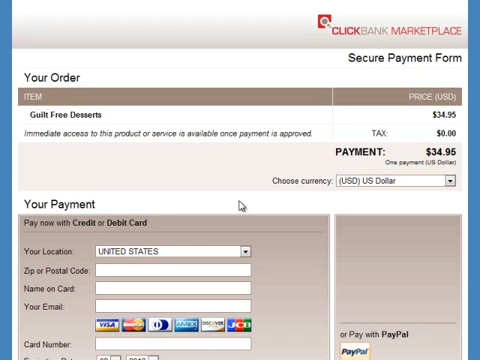 CLICKBANK MARKETPLACE
Secure Payment Form
Your Order
ITEM PRICE (USD)
Guilt Free Desserts $34.95
Immediate access to this product or service is available once payment is approved. TAX: $0.00
PAYMENT: $34.95
One payment (US Dollar)
Choose currency: (USD) US Dollar
Your Payment
Pay now with Credit or Debit Card
Your Location: UNITED STATES
Zip or Postal Code:
Name on Card:
Your Email:
VISA MasterCard AMEX DISCOVER JCB
or Pay with PayPal
Card Number:
PayPal